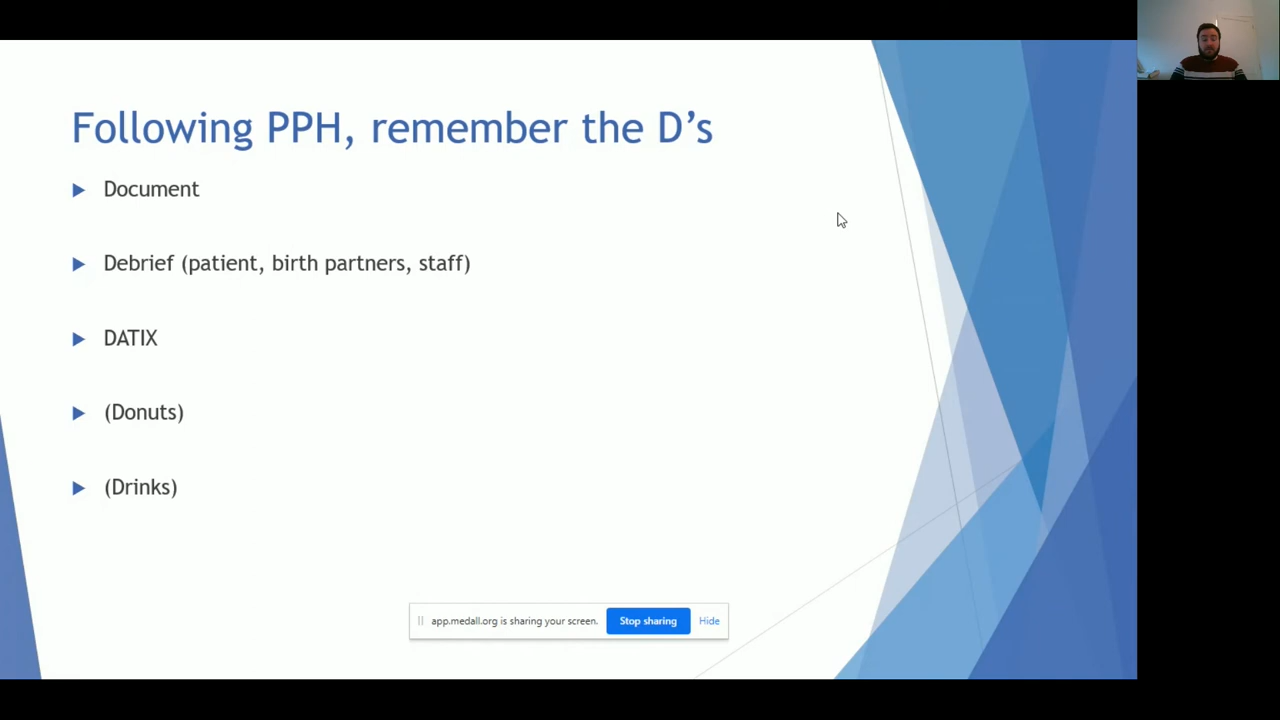 Following PPH, remember the D's
Document
Debrief (patient, birth partners, staff)
DATIX
(Donuts)
(Drinks)
app.medall.org is sharing your screen. Stop sharing Hide